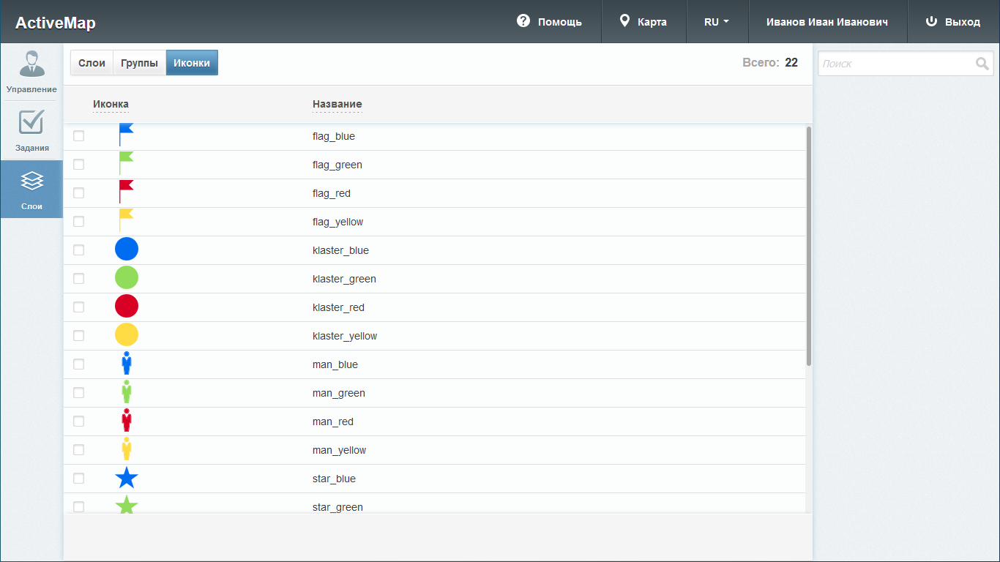 ActiveMap
Помощь
Карта
RU
Иванов Иван Иванович
Выход
Управление
Задания
Слои
Слои Группы Иконки
Всего: 22
Поиск
Иконка Название
flag_blue
flag_green
flag_red
flag_yellow
klaster_blue
klaster_green
klaster_red
klaster_yellow
man_blue
man_green
man_red
man_yellow
star_blue
star_green